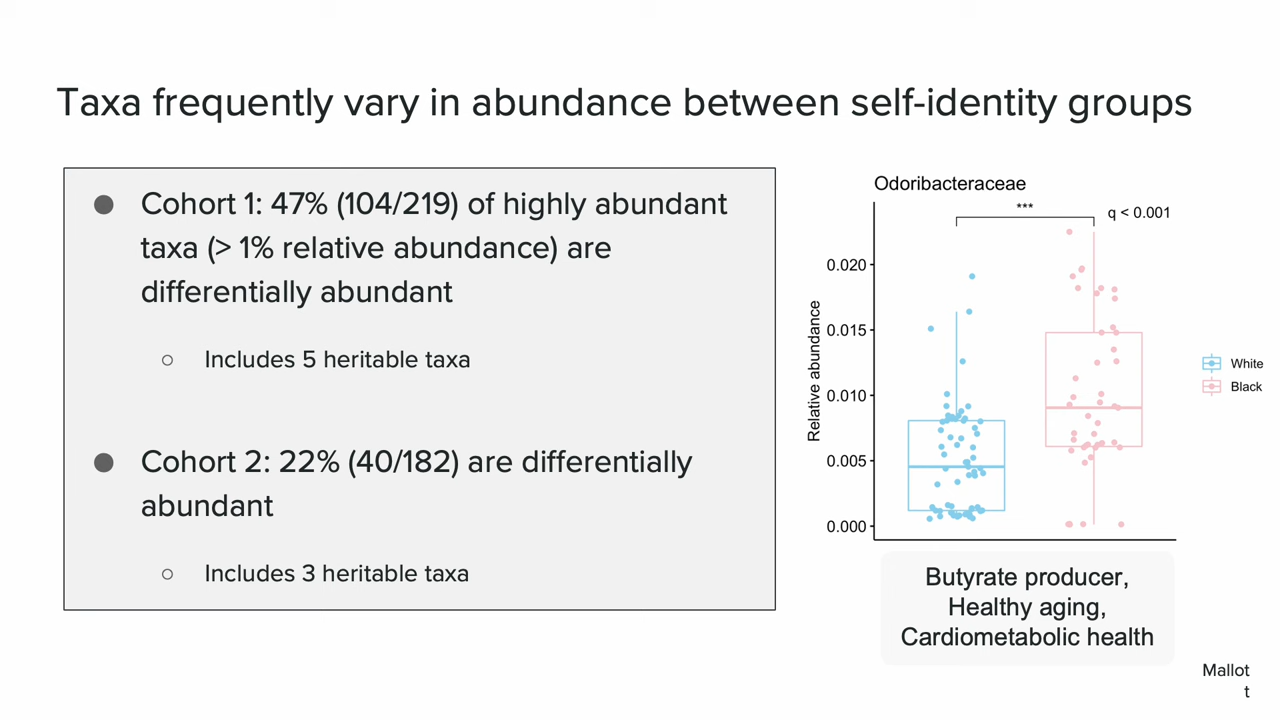 Taxa frequently vary in abundance between self-identity groups
● Cohort 1: 47% (104/219) of highly abundant
taxa (> 1% relative abundance) are
differentially abundant
○ Includes 5 heritable taxa
● Cohort 2: 22% (40/182) are differentially
abundant
○ Includes 3 heritable taxa
Odoribacteraceae
***
q < 0.001
Relative abundance
0.020
0.015
0.010
0.005
0.000
White
Black
Butyrate producer,
Healthy aging,
Cardiometabolic health
Mallot
t